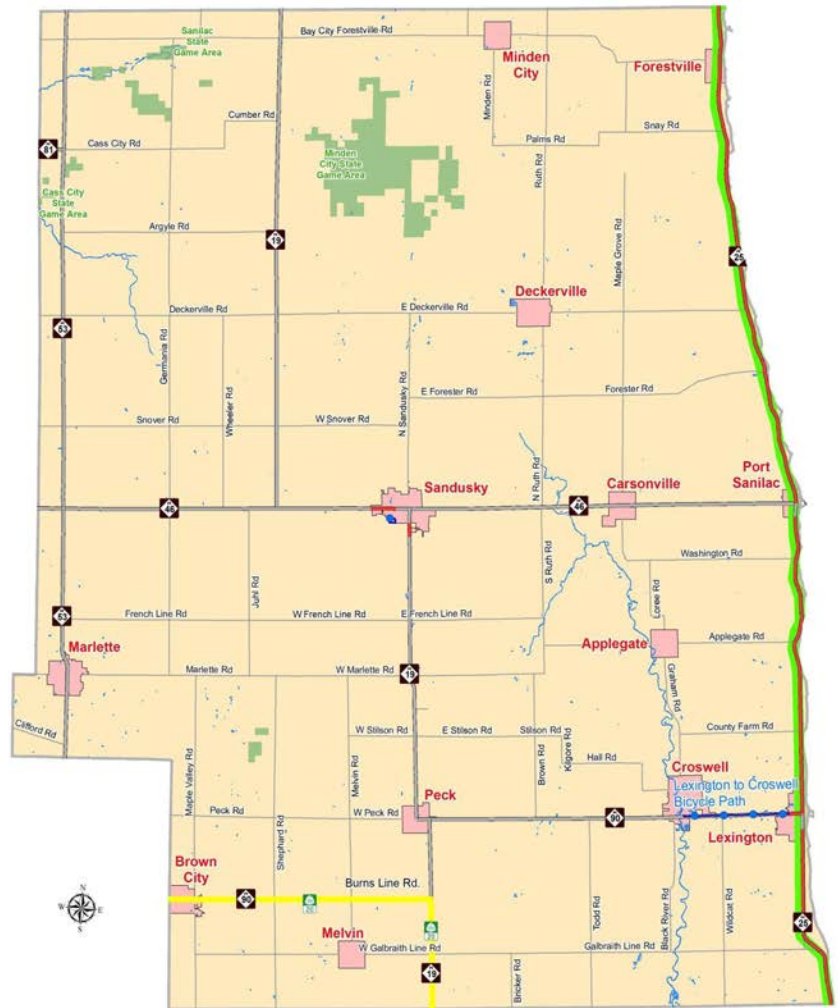 Sanilac
State
Game Area
Bay City Forestville Rd
Minden
City
Forestville
Minden Rd
Cumber Rd
Snay Rd
Palms Rd
Cass City Rd
81
Minden
City State
Game Area
Ruth Rd
Cass City
State
Game Area
Argyle Rd
19
Maple Grove Rd
25
Deckerville
Deckerville Rd
E Deckerville Rd
53
Germania Rd
Wheeler Rd
N Sandusky Rd
E Forester Rd
Forester Rd
Snover Rd
W Snover Rd
Sandusky
N Ruth Rd
Carsonville
Port
Sanilac
46
46
Washington Rd
S Ruth Rd
Juhl Rd
Loree Rd
53
French Line Rd
W French Line Rd
E French Line Rd
Marlette
Applegate
Applegate Rd
Marlette Rd
W Marlette Rd
19
Graham Rd
Clifford Rd
W Stilson Rd
E Stilson Rd
Stilson Rd
County Farm Rd
Brown Rd
Kilgore Rd
Hall Rd
Maple Valley Rd
Melvin Rd
Croswell
Lexington to Croswell
Bicycle Path
Peck
Peck Rd
W Peck Rd
90
Lexington
Shephard Rd
Brown
City
Burns Line Rd.
90
20
Todd Rd
Black River Rd
Wildcat Rd
25
N
W
E
S
Melvin
20
W Galbraith Line Rd
Galbraith Line Rd
19
Bricker Rd